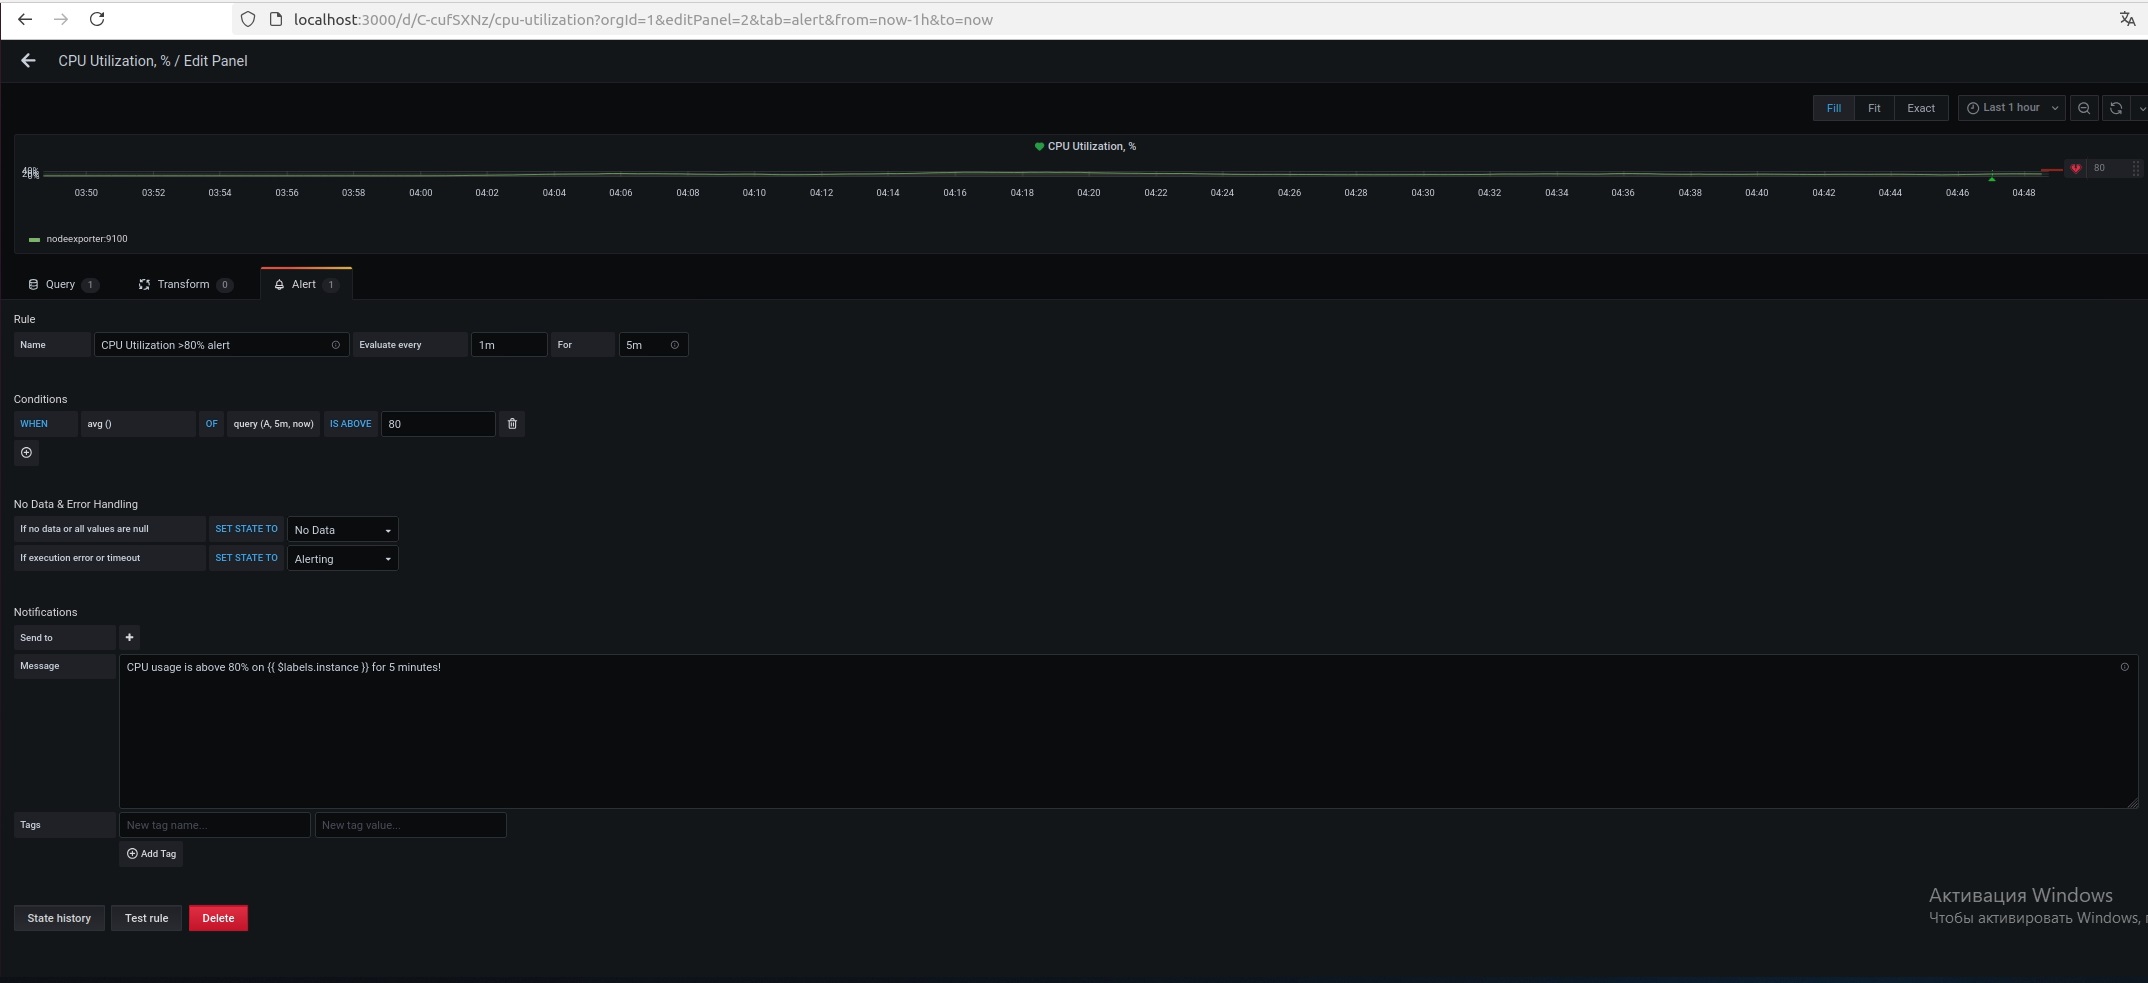 localhost:3000/d/C-cufSXNz/cpu-utilization?orgId=1&editPanel=2&tab=alert&from=now-1h&to=now
CPU Utilization, % / Edit Panel
Fill Fit Exact Last 1 hour
CPU Utilization, %
80
03:50 03:52 03:54 03:56 03:58 04:00 04:02 04:04 04:06 04:08 04:10 04:12 04:14 04:16 04:18 04:20 04:22 04:24 04:26 04:28 04:30 04:32 04:34 04:36 04:38 04:40 04:42 04:44 04:46 04:48
nodeexporter:9100
Query 1 Transform 0 Alert 1
Rule
Name CPU Utilization >80% alert Evaluate every 1m For 5m
Conditions
WHEN avg () OF query (A, 5m, now) IS ABOVE 80
No Data & Error Handling
If no data or all values are null SET STATE TO No Data
If execution error or timeout SET STATE TO Alerting
Notifications
Send to
Message CPU usage is above 80% on {{ $labels.instance }} for 5 minutes!
Tags New tag name... New tag value...
Add Tag
State history Test rule Delete
Активация Windows
Чтобы активировать Windows,